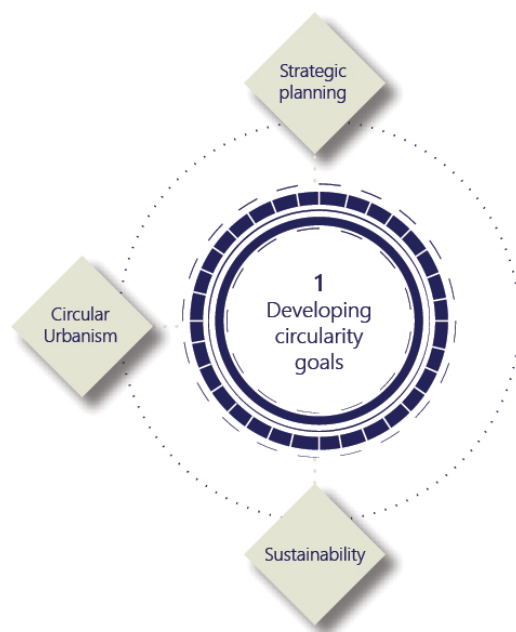 Strategic
planning
1
Developing
circularity
goals
Circular
Urbanism
Sustainability